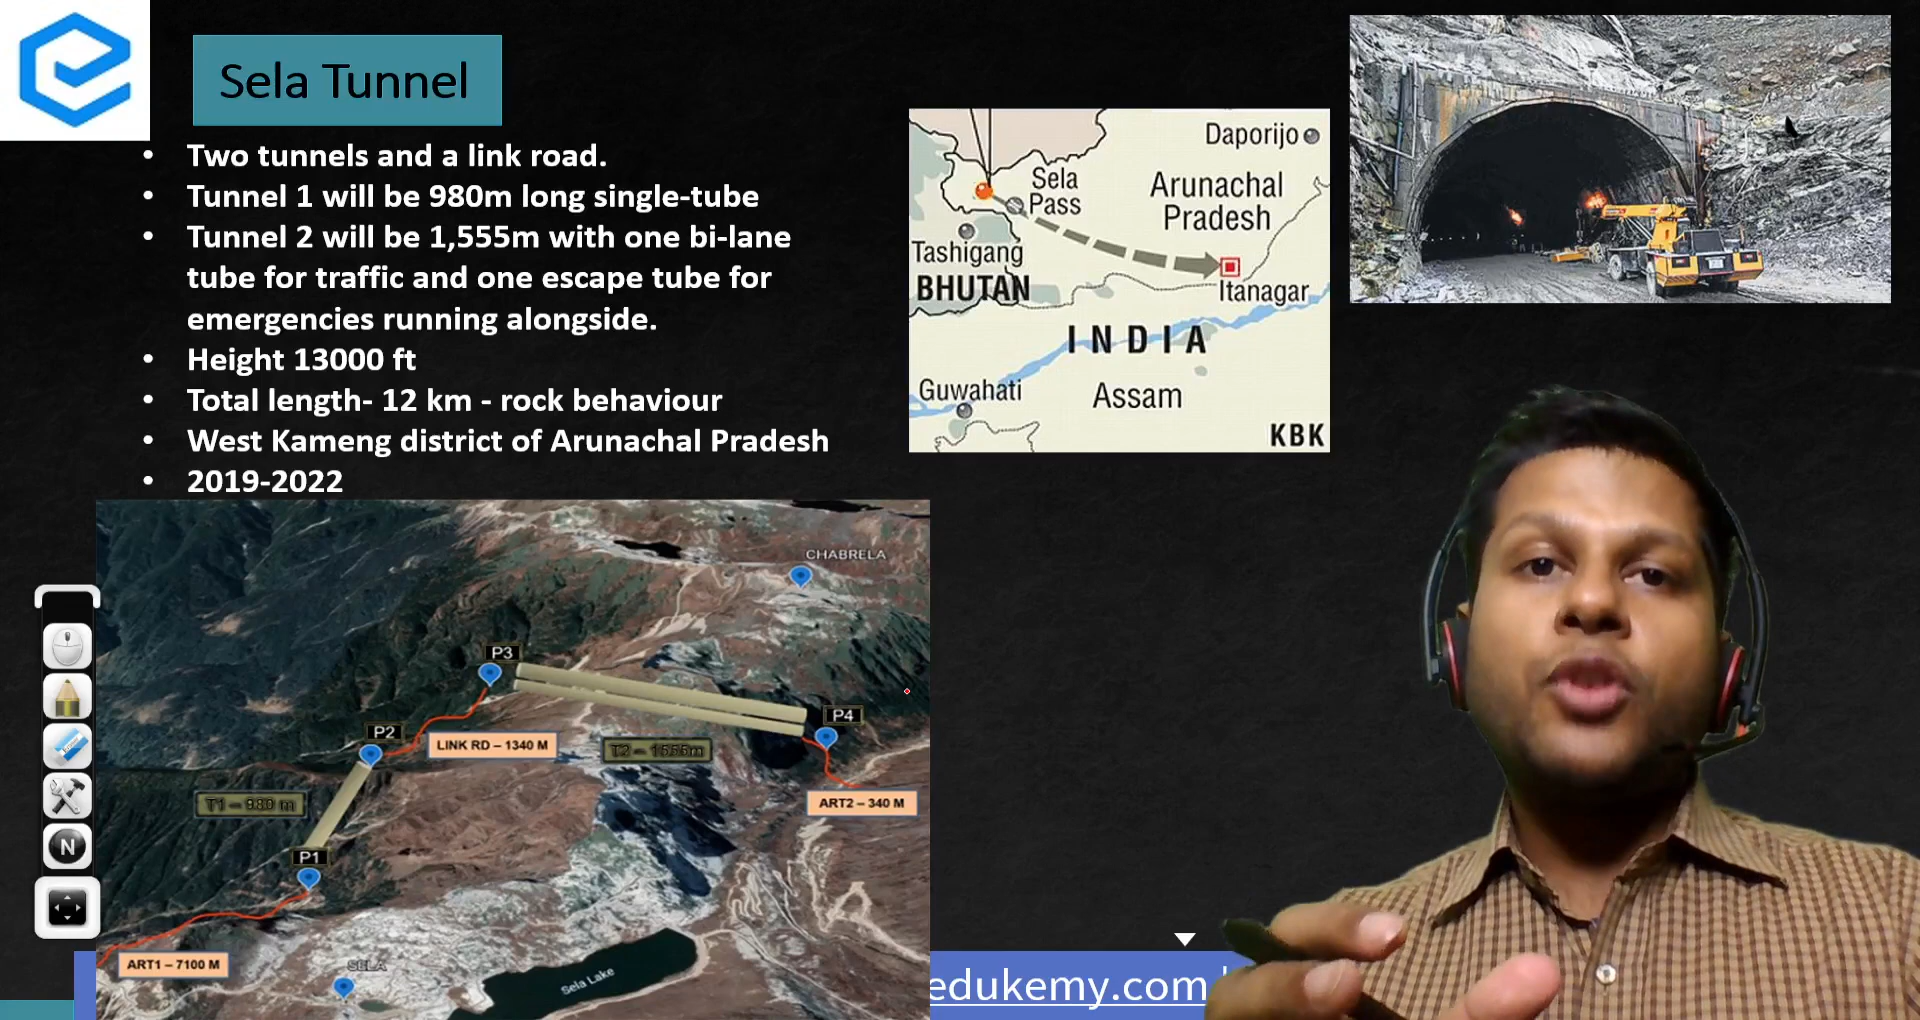 Sela Tunnel
• Two tunnels and a link road.
• Tunnel 1 will be 980m long single-tube
• Tunnel 2 will be 1,555m with one bi-lane
tube for traffic and one escape tube for
emergencies running alongside.
• Height 13000 ft
• Total length- 12 km - rock behaviour
• West Kameng district of Arunachal Pradesh
• 2019-2022
Daporijo
Sela
Pass
Arunachal
Pradesh
Tashigang
BHUTAN
Itanagar
INDIA
Guwahati
Assam
KBK
CHABRELA
P3
P4
P2
LINK RD – 1340 M
T2 – 1555m
T1 – 980 m
ART2 – 340 M
P1
ART1 – 7100 M
SELA
Sela Lake
N
edukemy.com